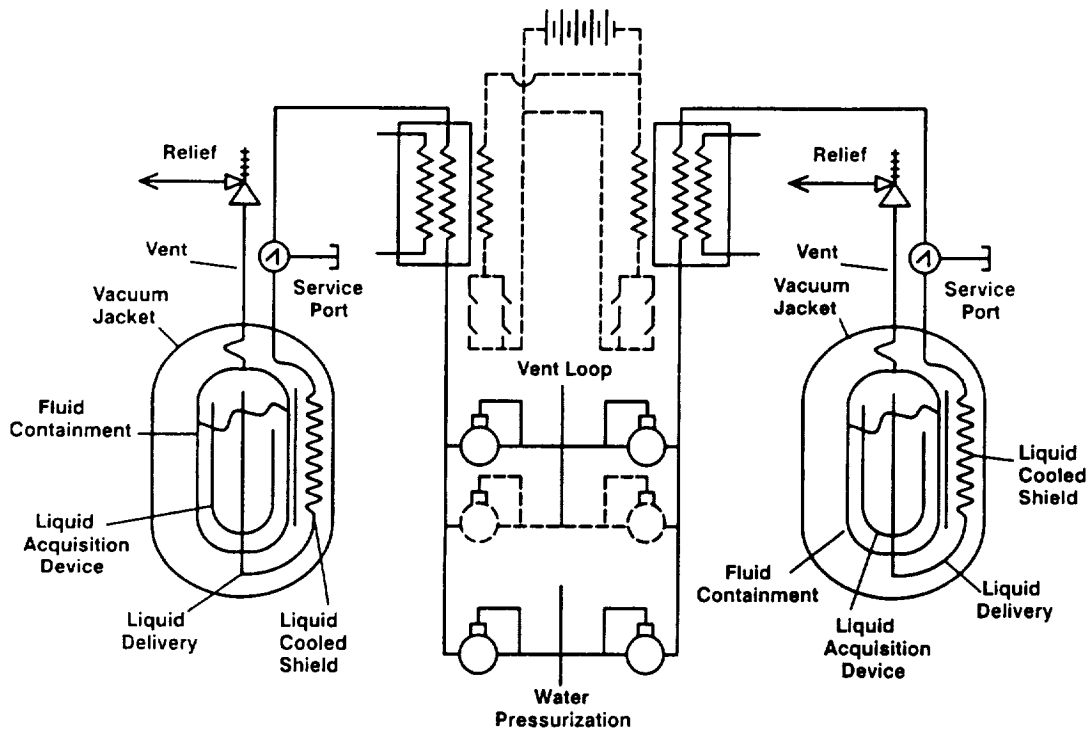 Relief
Vent
Vacuum
Jacket
Service
Port
Fluid
Containment
Liquid
Acquisition
Device
Liquid
Delivery
Liquid
Cooled
Shield
Vent Loop
Water
Pressurization
Relief
Vent
Vacuum
Jacket
Service
Port
Liquid
Cooled
Shield
Fluid
Containment
Liquid
Acquisition
Device
Liquid
Delivery